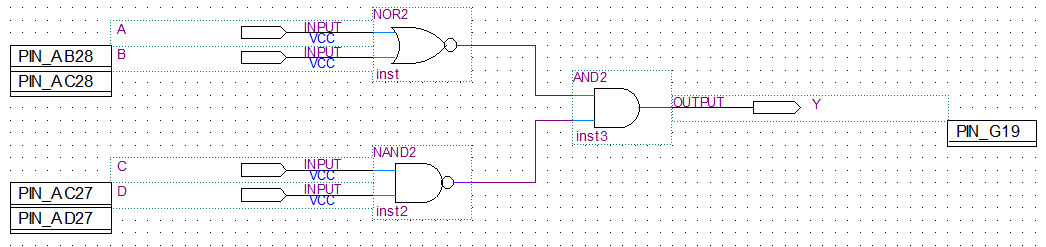 NOR2
A
INPUT
VCC
PIN_AB28
B
INPUT
VCC
PIN_AC28
inst
AND2
OUTPUT
Y
inst3
PIN_G19
NAND2
C
INPUT
VCC
PIN_AC27
D
INPUT
VCC
PIN_AD27
inst2